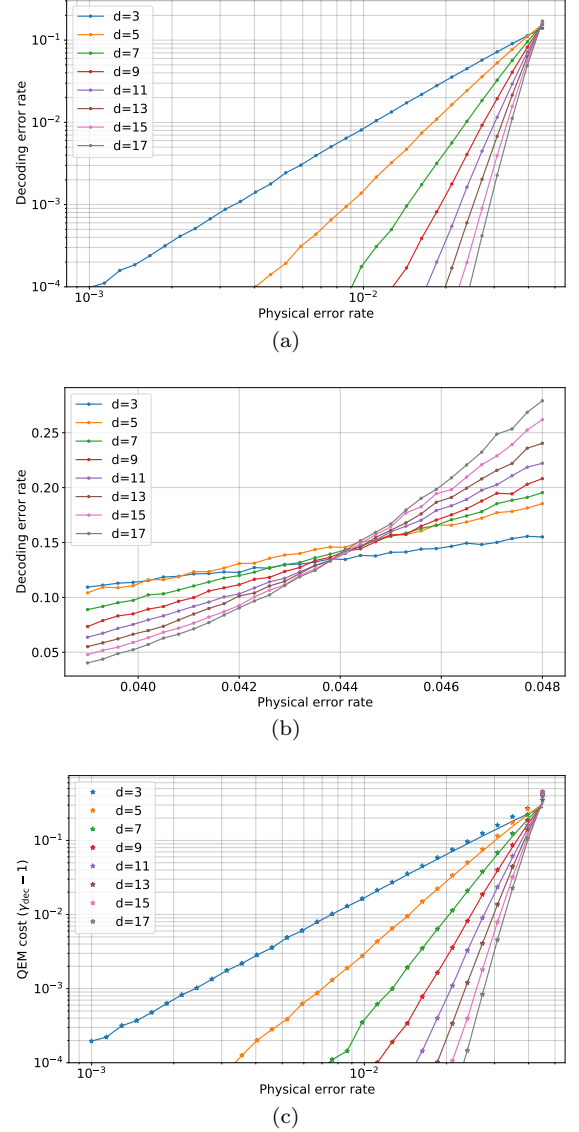 d=3
d=5
d=7
d=9
d=11
d=13
d=15
d=17
10⁻¹
10⁻²
10⁻³
10⁻⁴
Decoding error rate
10⁻³
10⁻²
Physical error rate
(a)
d=3
d=5
d=7
d=9
d=11
d=13
d=15
d=17
0.25
0.20
0.15
0.10
0.05
Decoding error rate
0.040
0.042
0.044
0.046
0.048
Physical error rate
(b)
d=3
d=5
d=7
d=9
d=11
d=13
d=15
d=17
10⁻¹
10⁻²
10⁻³
10⁻⁴
QEM cost (γdec − 1)
10⁻³
10⁻²
Physical error rate
(c)